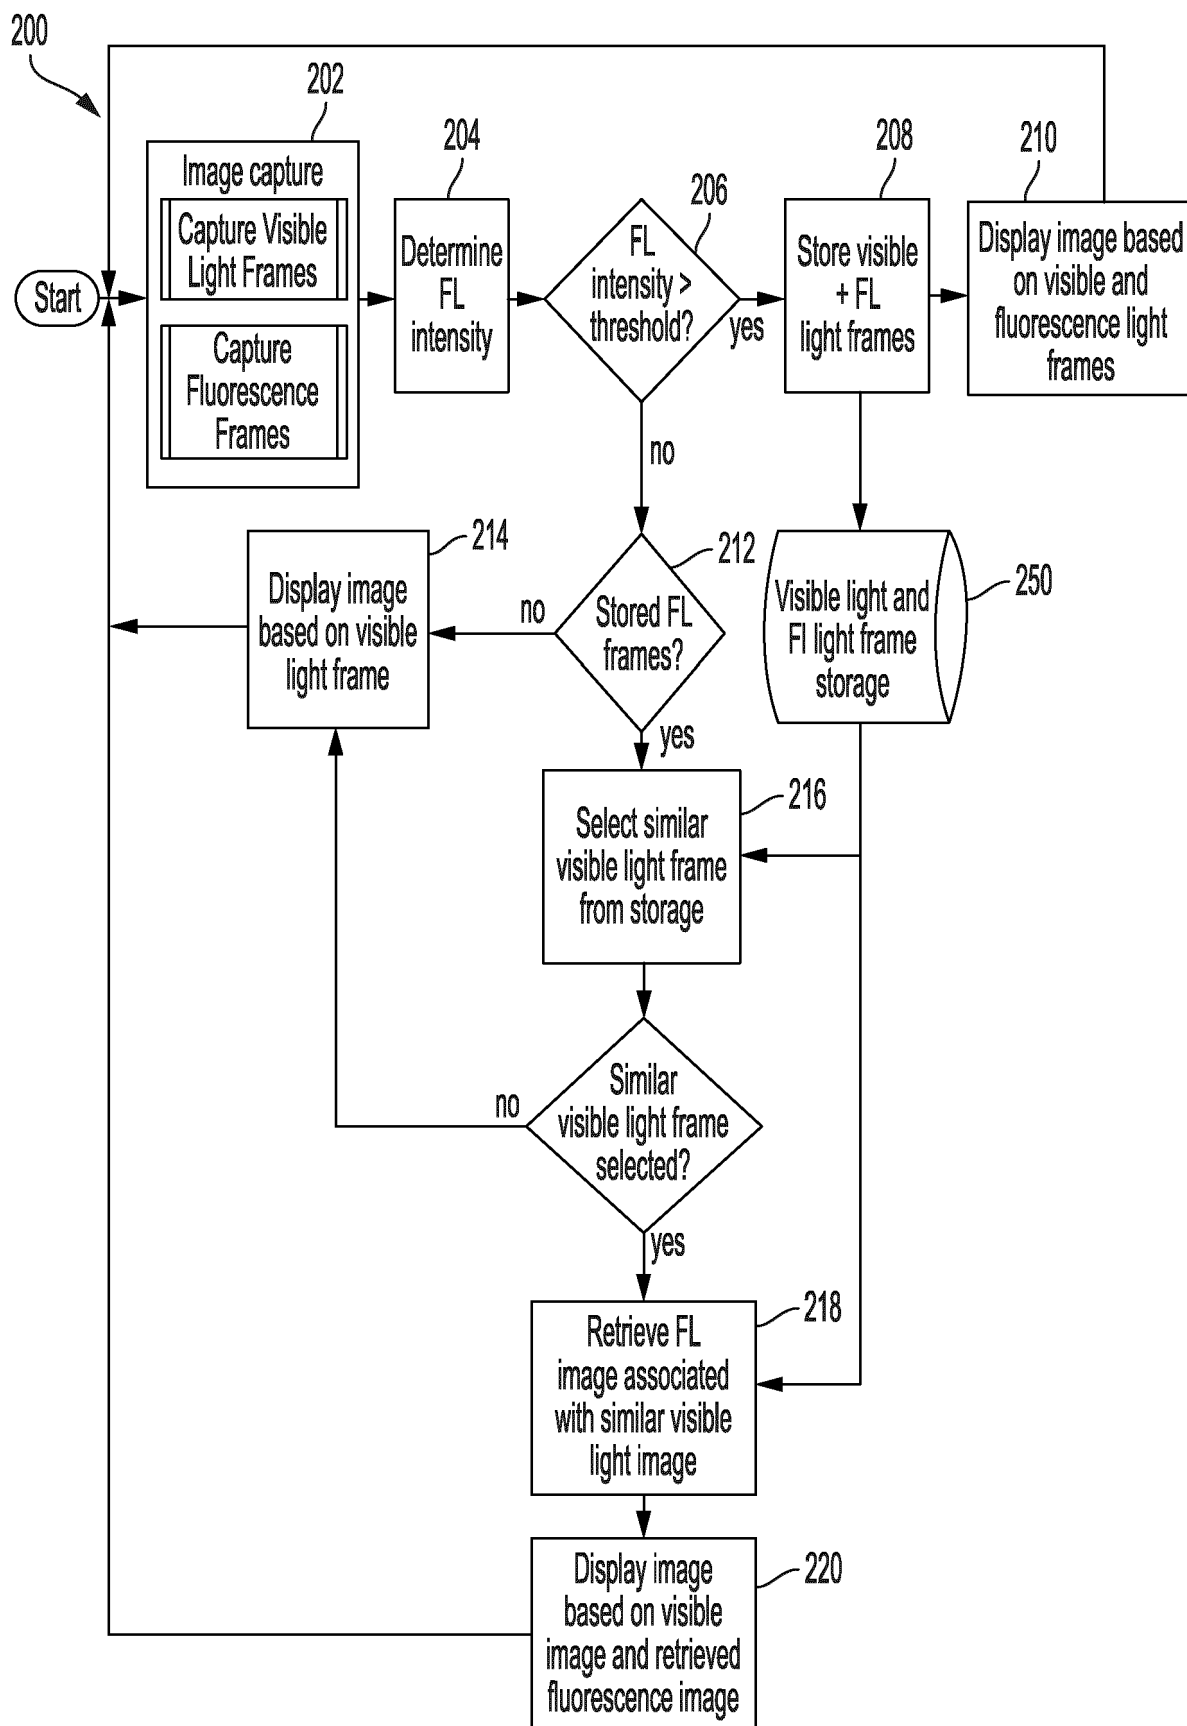 200
202
Image capture
Capture Visible
Light Frames
Capture
Fluorescence
Frames
Start
204
Determine
FL
intensity
206
FL
intensity >
threshold?
yes
no
208
Store visible
+ FL
light frames
210
Display image based
on visible and
fluorescence light
frames
212
Stored FL
frames?
no
yes
214
Display image
based on visible
light frame
250
Visible light and
Fl light frame
storage
216
Select similar
visible light frame
from storage
Similar
visible light frame
selected?
no
yes
218
Retrieve FL
image associated
with similar visible
light image
220
Display image
based on visible
image and retrieved
fluorescence image